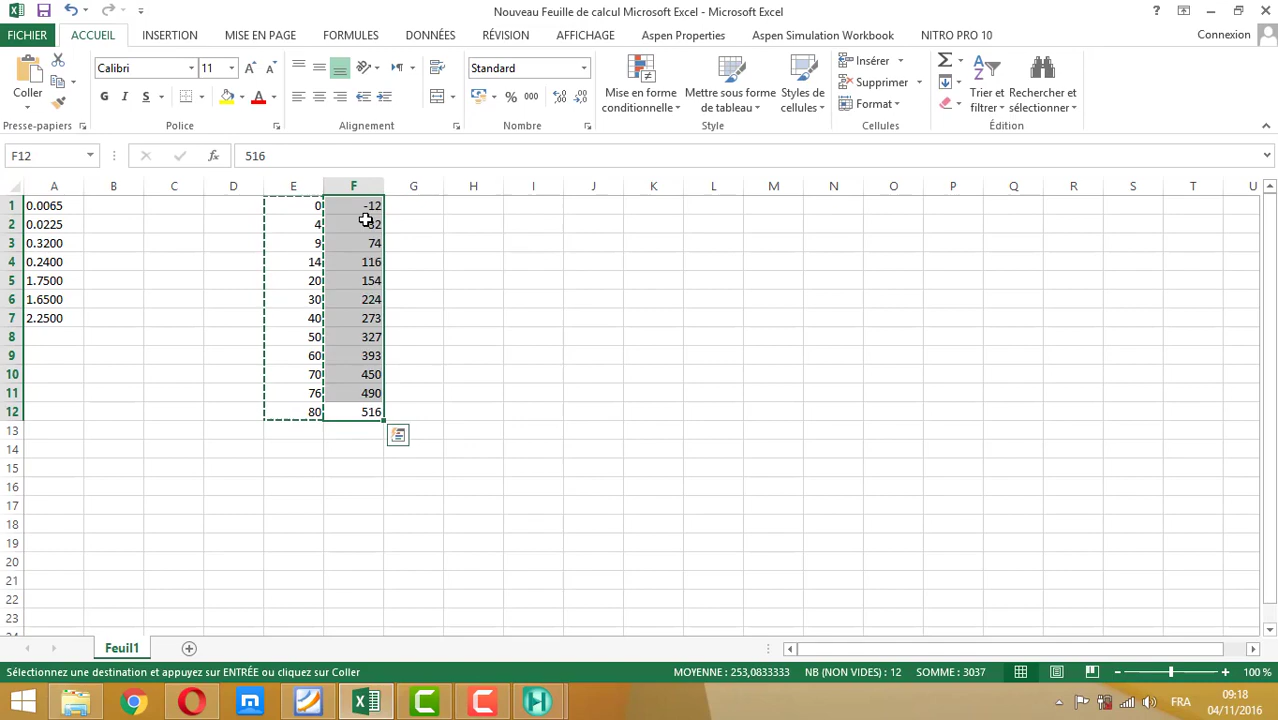 Nouveau Feuille de calcul Microsoft Excel - Microsoft Excel
FICHIER ACCUEIL INSERTION MISE EN PAGE FORMULES DONNÉES RÉVISION AFFICHAGE Aspen Properties Aspen Simulation Workbook NITRO PRO 10 Connexion
Calibri 11 Standard Insérer
Coller Mise en forme conditionnelle Mettre sous forme de tableau Styles de cellules Supprimer Trier et filtrer Rechercher et sélectionner
G I S % 000 Format
Presse-papiers Police Alignement Nombre Style Cellules Édition
F12 fx 516
A B C D E F G H I J K L M N O P Q R S T U
1 0.0065 0 -12
2 0.0225 4 32
3 0.3200 9 74
4 0.2400 14 116
5 1.7500 20 154
6 1.6500 30 224
7 2.2500 40 273
8 50 327
9 60 393
10 70 450
11 76 490
12 80 516
13
14
15
16
17
18
19
20
21
22
23
Feuil1
Sélectionnez une destination et appuyez sur ENTRÉE ou cliquez sur Coller MOYENNE : 253,0833333 NB (NON VIDES) : 12 SOMME : 3037 100 %
FRA 09:18
04/11/2016